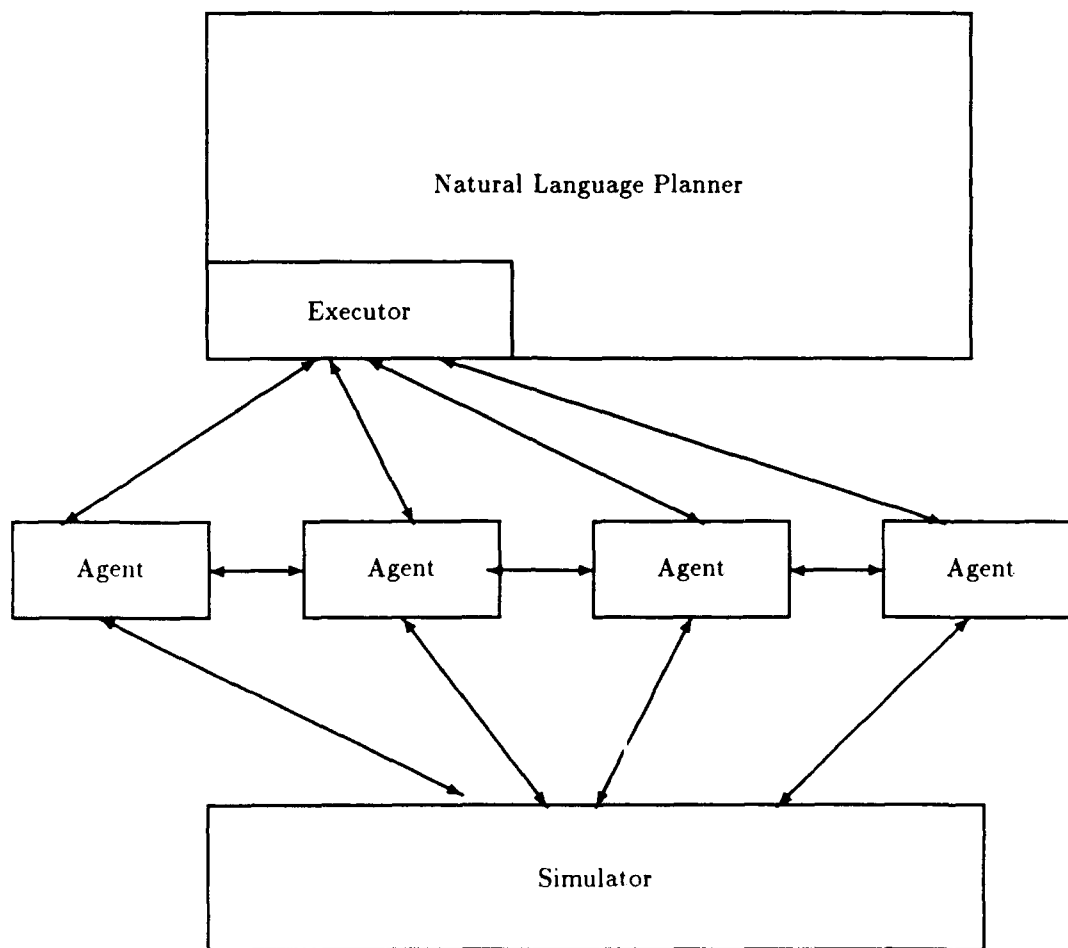 Natural Language Planner
Executor
Agent
Agent
Agent
Agent
Simulator